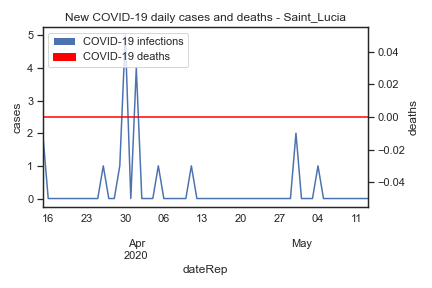 New COVID-19 daily cases and deaths - Saint_Lucia
COVID-19 infections
COVID-19 deaths
cases
5
4
3
2
1
0
deaths
0.04
0.02
0.00
−0.02
−0.04
16 23 30 06 13 20 27 04 11
Apr May
2020
dateRep